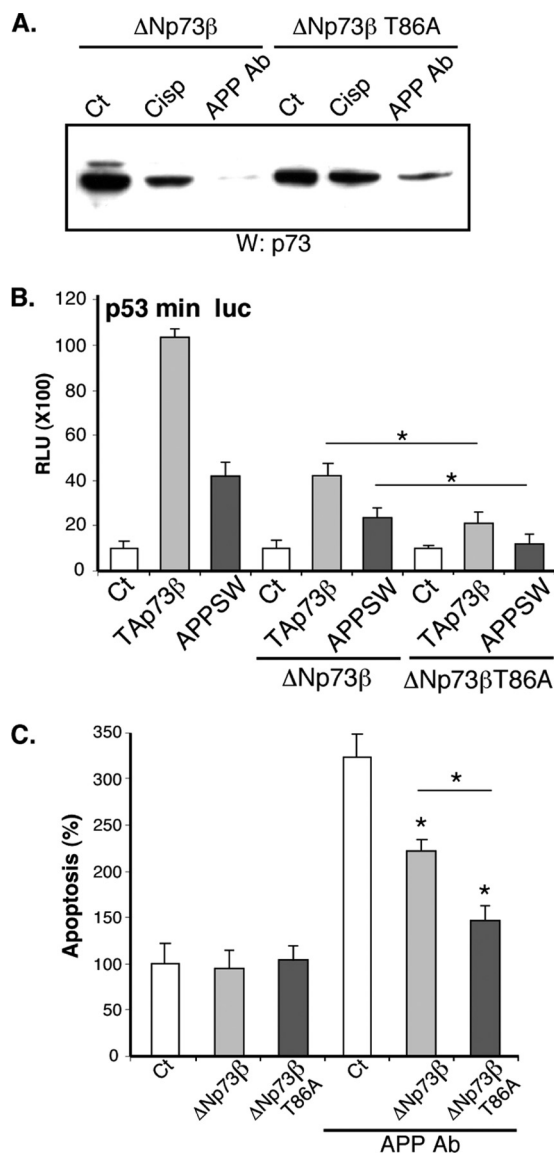 A.
ΔNp73β ΔNp73β T86A
Ct Cisp APP Ab Ct Cisp APP Ab
W: p73
B.
p53 min luc
RLU (X100)
120
100
80
60
40
20
0
* *
Ct TAp73β APPSW Ct TAp73β APPSW Ct TAp73β APPSW
ΔNp73β ΔNp73βT86A
C.
Apoptosis (%)
350
300
250
200
150
100
50
0
* * *
Ct ΔNp73β ΔNp73β T86A Ct ΔNp73β ΔNp73β T86A
APP Ab